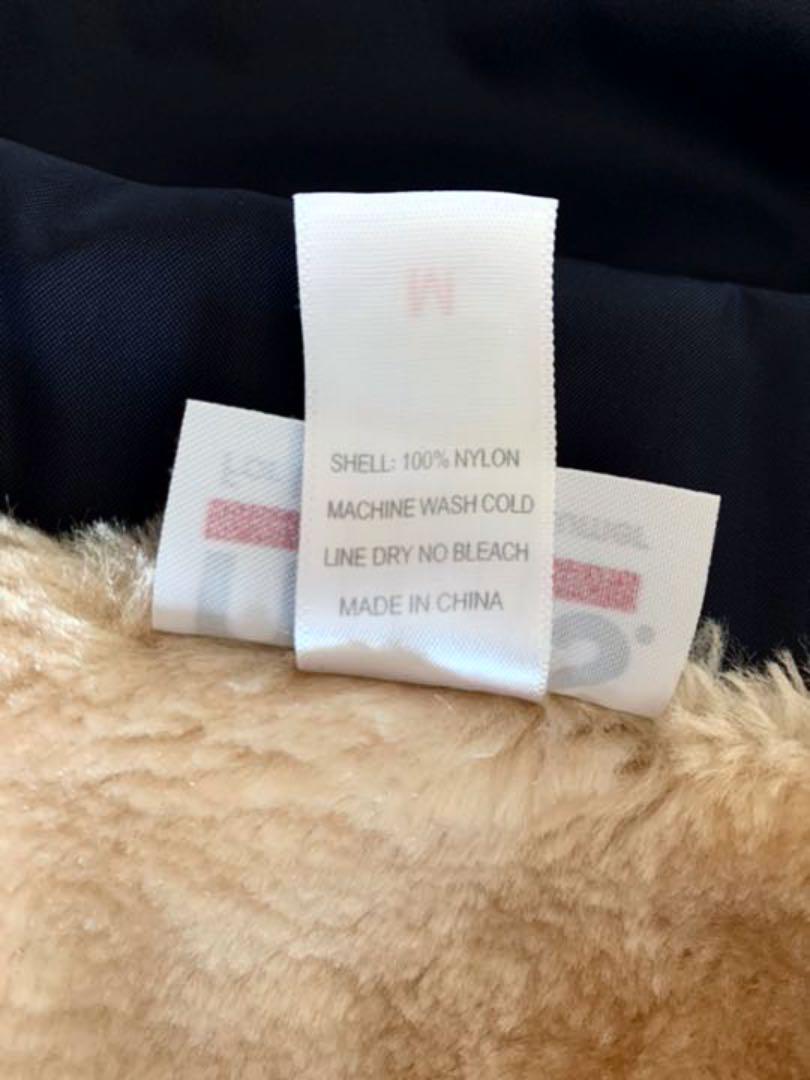 M
SHELL: 100% NYLON
MACHINE WASH COLD
LINE DRY NO BLEACH
MADE IN CHINA